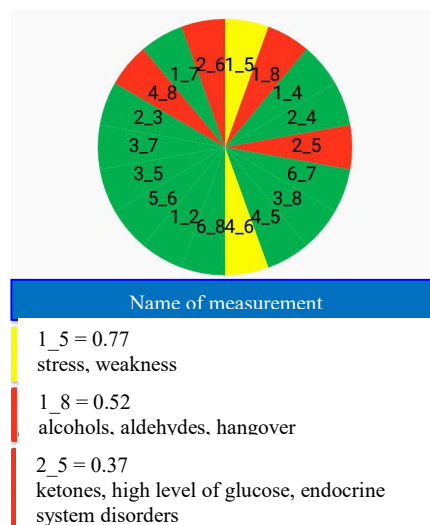 2_6
1_5
1_7
1_8
4_8
1_4
2_3
2_4
3_7
2_5
3_5
6_7
5_6
3_8
1_2
4_5
6_8
4_6
Name of measurement
1_5 = 0.77
stress, weakness
1_8 = 0.52
alcohols, aldehydes, hangover
2_5 = 0.37
ketones, high level of glucose, endocrine
system disorders